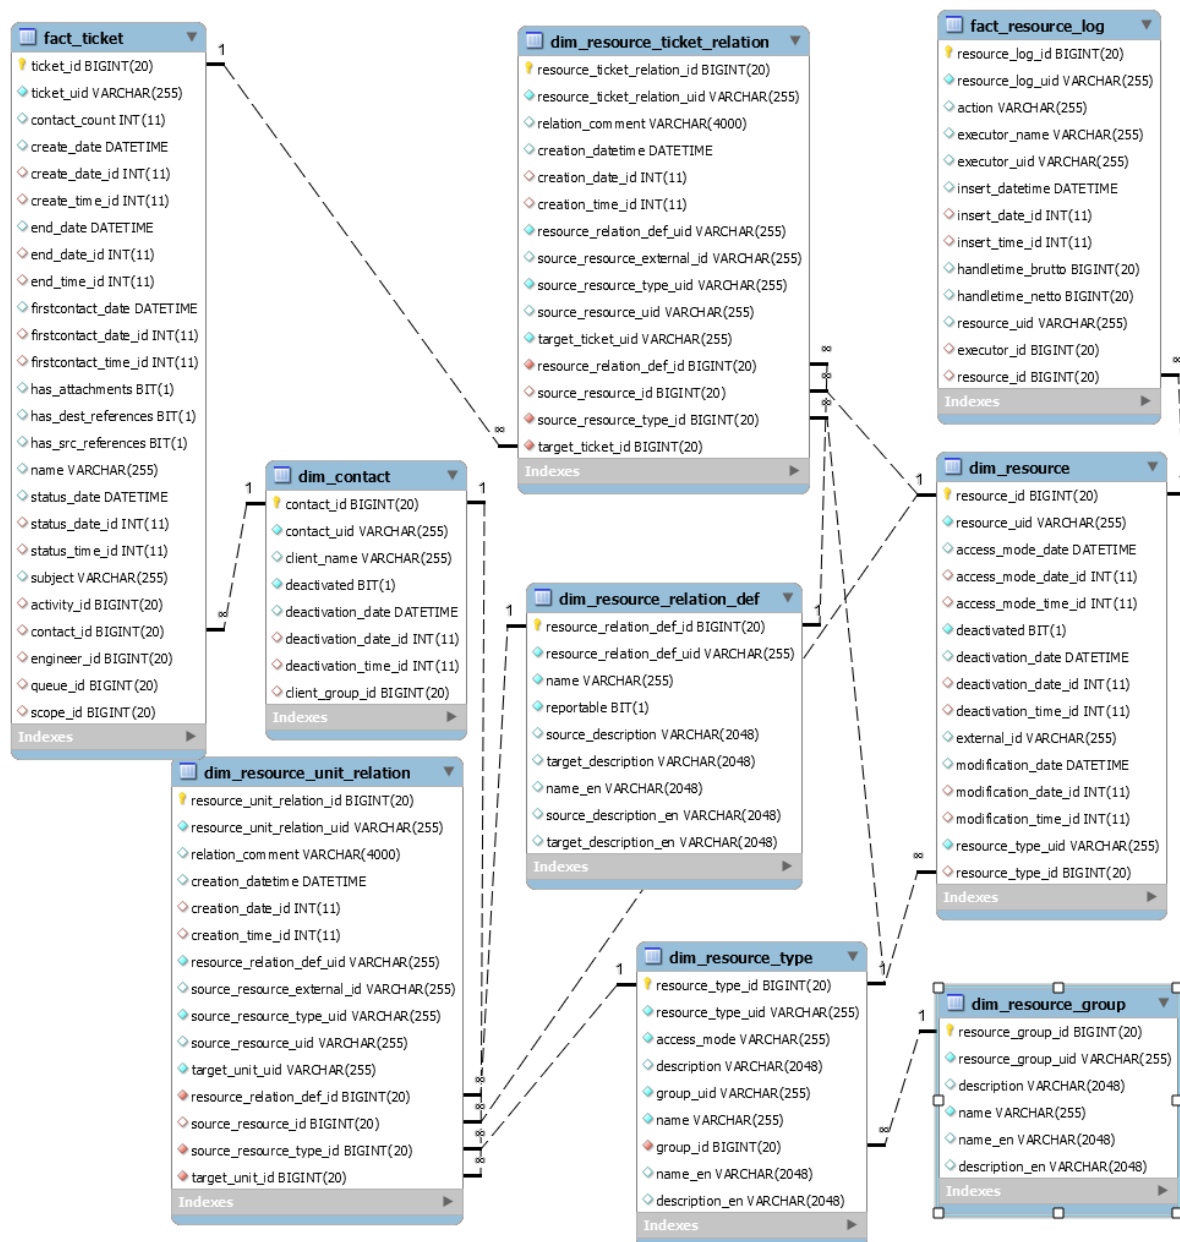 fact_ticket
ticket_id BIGINT(20)
ticket_uid VARCHAR(255)
contact_count INT(11)
create_date DATETIME
create_date_id INT(11)
create_time_id INT(11)
end_date DATETIME
end_date_id INT(11)
end_time_id INT(11)
firstcontact_date DATETIME
firstcontact_date_id INT(11)
firstcontact_time_id INT(11)
has_attachments BIT(1)
has_dest_references BIT(1)
has_src_references BIT(1)
name VARCHAR(255)
status_date DATETIME
status_date_id INT(11)
status_time_id INT(11)
subject VARCHAR(255)
activity_id BIGINT(20)
contact_id BIGINT(20)
engineer_id BIGINT(20)
queue_id BIGINT(20)
scope_id BIGINT(20)
Indexes
1
∞
dim_resource_ticket_relation
resource_ticket_relation_id BIGINT(20)
resource_ticket_relation_uid VARCHAR(255)
relation_comment VARCHAR(4000)
creation_datetime DATETIME
creation_date_id INT(11)
creation_time_id INT(11)
resource_relation_def_uid VARCHAR(255)
source_resource_external_id VARCHAR(255)
source_resource_type_uid VARCHAR(255)
source_resource_uid VARCHAR(255)
target_ticket_uid VARCHAR(255)
resource_relation_def_id BIGINT(20)
source_resource_id BIGINT(20)
source_resource_type_id BIGINT(20)
target_ticket_id BIGINT(20)
Indexes
∞
∞
∞
∞
fact_resource_log
resource_log_id BIGINT(20)
resource_log_uid VARCHAR(255)
action VARCHAR(255)
executor_name VARCHAR(255)
executor_uid VARCHAR(255)
insert_datetime DATETIME
insert_date_id INT(11)
insert_time_id INT(11)
handletime_brutto BIGINT(20)
handletime_netto BIGINT(20)
resource_uid VARCHAR(255)
executor_id BIGINT(20)
resource_id BIGINT(20)
Indexes
∞
dim_contact
contact_id BIGINT(20)
contact_uid VARCHAR(255)
client_name VARCHAR(255)
deactivated BIT(1)
deactivation_date DATETIME
deactivation_date_id INT(11)
deactivation_time_id INT(11)
client_group_id BIGINT(20)
Indexes
1
1
dim_resource_relation_def
resource_relation_def_id BIGINT(20)
resource_relation_def_uid VARCHAR(255)
name VARCHAR(255)
reportable BIT(1)
source_description VARCHAR(2048)
target_description VARCHAR(2048)
name_en VARCHAR(2048)
source_description_en VARCHAR(2048)
target_description_en VARCHAR(2048)
Indexes
1
1
dim_resource
resource_id BIGINT(20)
resource_uid VARCHAR(255)
access_mode_date DATETIME
access_mode_date_id INT(11)
access_mode_time_id INT(11)
deactivated BIT(1)
deactivation_date DATETIME
deactivation_date_id INT(11)
deactivation_time_id INT(11)
external_id VARCHAR(255)
modification_date DATETIME
modification_date_id INT(11)
modification_time_id INT(11)
resource_type_uid VARCHAR(255)
resource_type_id BIGINT(20)
Indexes
1
∞
dim_resource_unit_relation
resource_unit_relation_id BIGINT(20)
resource_unit_relation_uid VARCHAR(255)
relation_comment VARCHAR(4000)
creation_datetime DATETIME
creation_date_id INT(11)
creation_time_id INT(11)
resource_relation_def_uid VARCHAR(255)
source_resource_external_id VARCHAR(255)
source_resource_type_uid VARCHAR(255)
source_resource_uid VARCHAR(255)
target_unit_uid VARCHAR(255)
resource_relation_def_id BIGINT(20)
source_resource_id BIGINT(20)
source_resource_type_id BIGINT(20)
target_unit_id BIGINT(20)
Indexes
∞
∞
∞
∞
dim_resource_type
resource_type_id BIGINT(20)
resource_type_uid VARCHAR(255)
access_mode VARCHAR(255)
description VARCHAR(2048)
group_uid VARCHAR(255)
name VARCHAR(255)
group_id BIGINT(20)
name_en VARCHAR(2048)
description_en VARCHAR(2048)
Indexes
1
1
∞
dim_resource_group
resource_group_id BIGINT(20)
resource_group_uid VARCHAR(255)
description VARCHAR(2048)
name VARCHAR(255)
name_en VARCHAR(2048)
description_en VARCHAR(2048)
Indexes
1